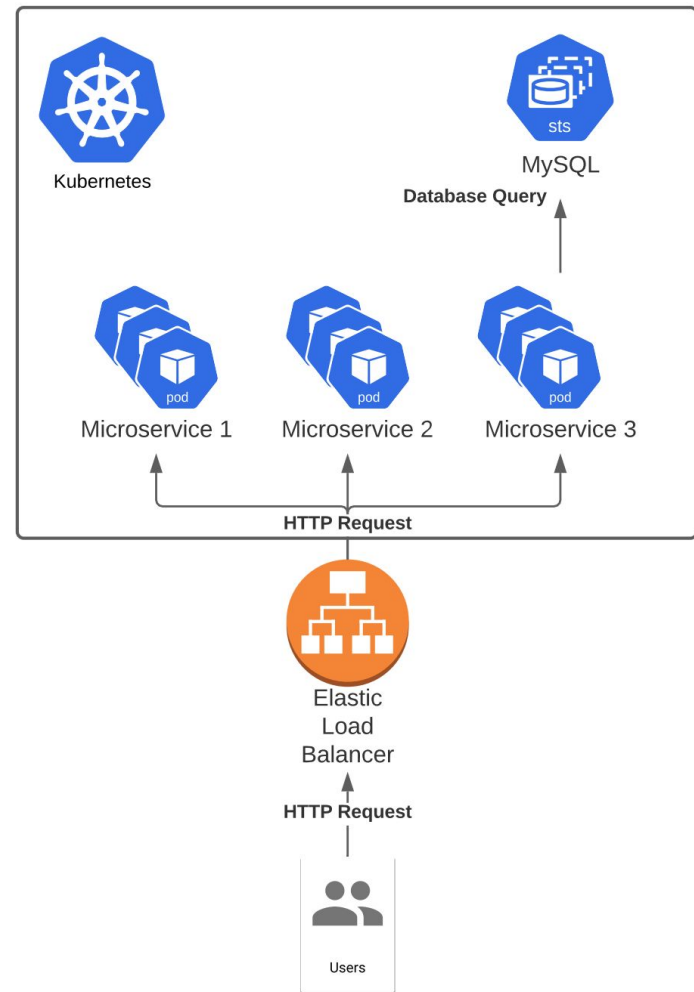 sts
Kubernetes
MySQL
Database Query
pod
pod
pod
Microservice 1
Microservice 2
Microservice 3
HTTP Request
Elastic
Load
Balancer
HTTP Request
Users